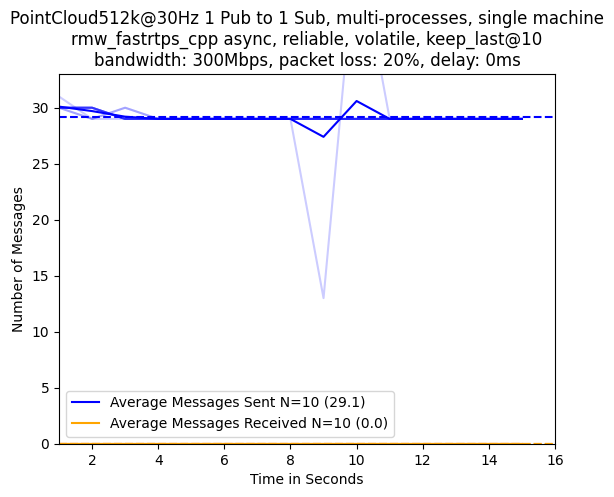 PointCloud512k@30Hz 1 Pub to 1 Sub, multi-processes, single machine
rmw_fastrtps_cpp async, reliable, volatile, keep_last@10
bandwidth: 300Mbps, packet loss: 20%, delay: 0ms
30
25
20
15
10
5
0
Number of Messages
Average Messages Sent N=10 (29.1)
Average Messages Received N=10 (0.0)
2 4 6 8 10 12 14 16
Time in Seconds